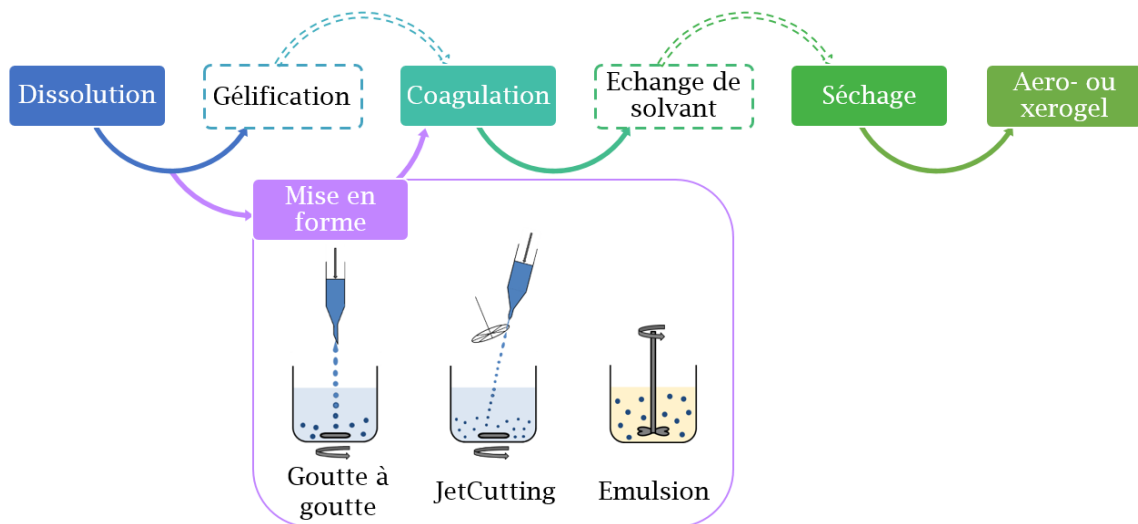 Dissolution
Gélification
Coagulation
Echange de
solvant
Séchage
Aero- ou
xerogel
Mise en
forme
Goutte à
goutte
JetCutting
Emulsion